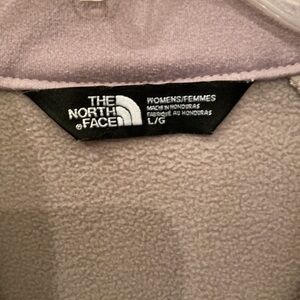 THE
NORTH
®FACE
WOMENS/FEMMES
MADE IN HONDURAS
FABRIQUÉ AU HONDURAS
L/G